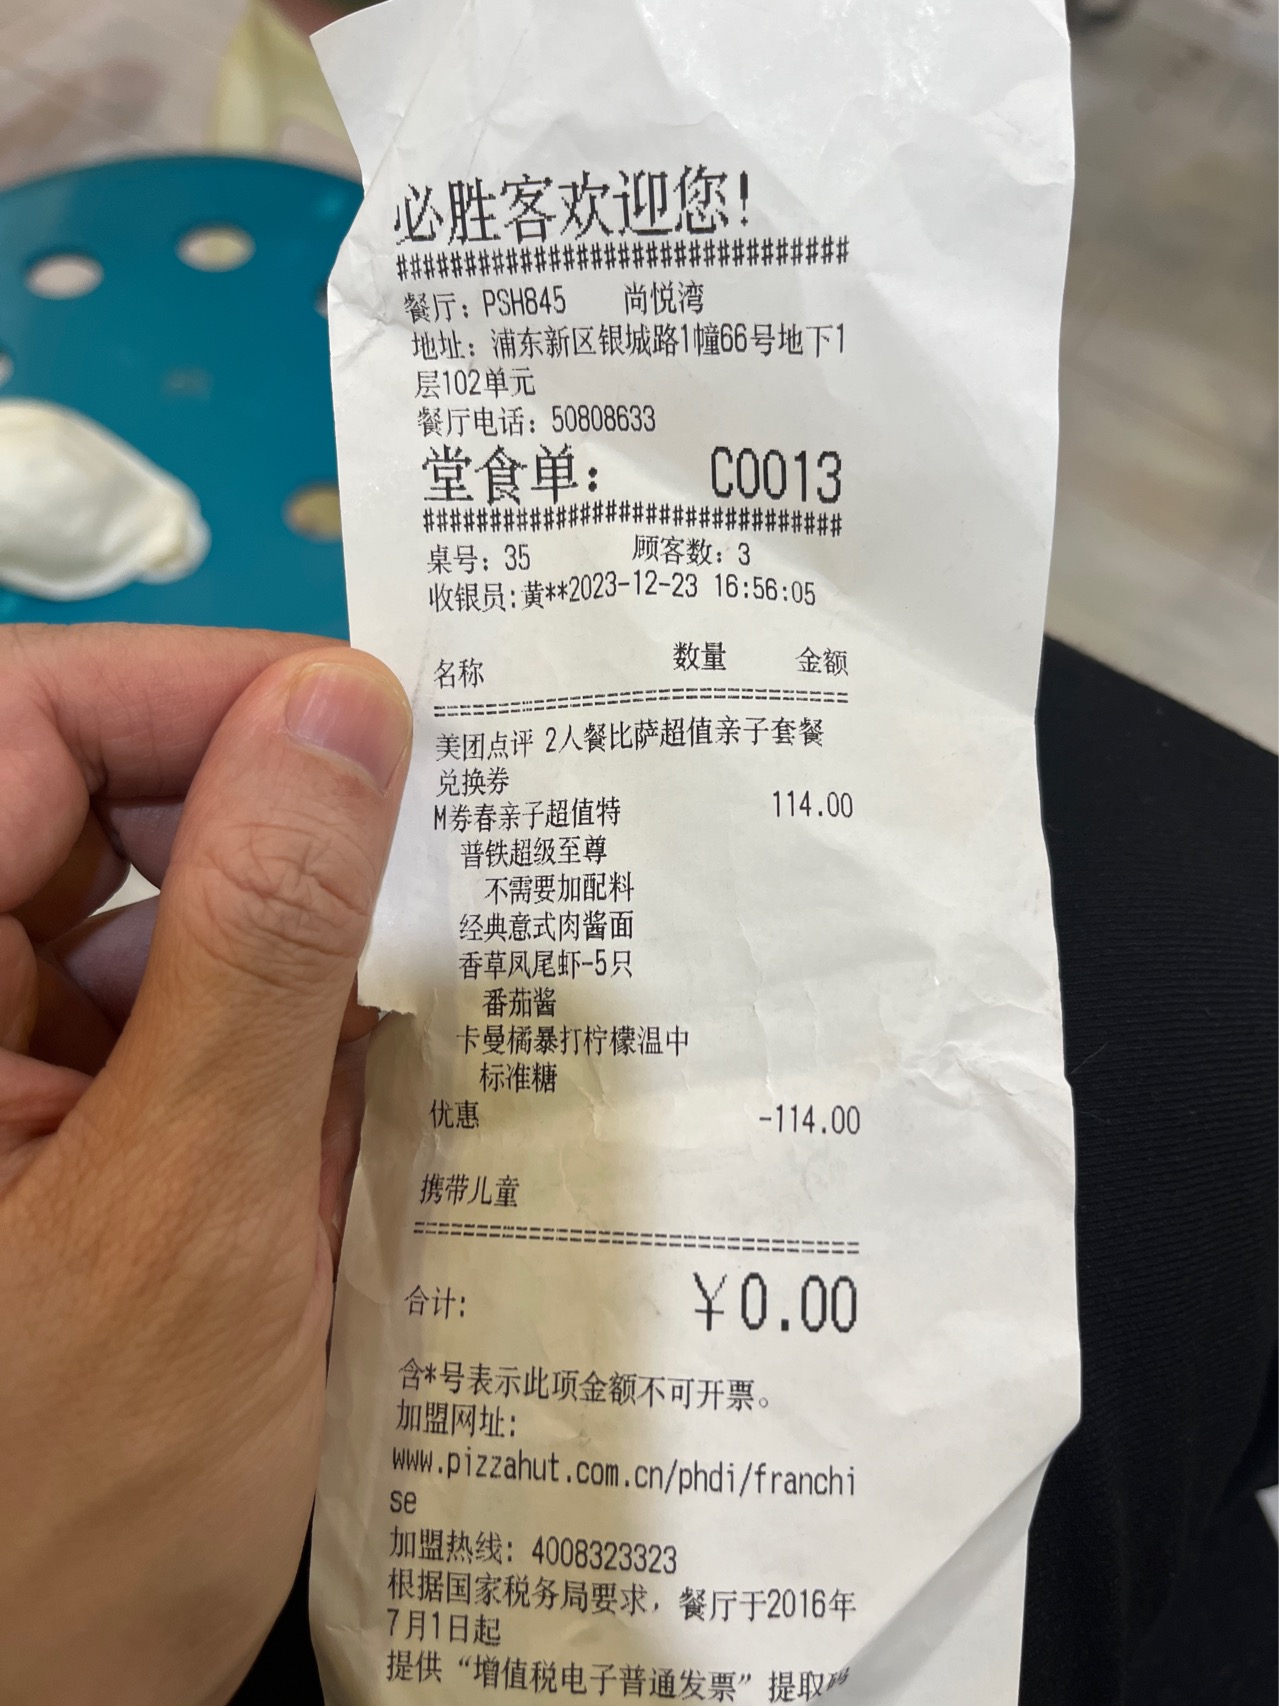 必胜客欢迎您!
#################################
餐厅: PSH845 尚悦湾
地址: 浦东新区银城路1幢66号地下1
层102单元
餐厅电话: 50808633
堂食单: C0013
################################
桌号: 35 顾客数: 3
收银员:黄**2023-12-23 16:56:05
名称 数量 金额
================================
美团点评 2人餐比萨超值亲子套餐
兑换券
M券春亲子超值特 114.00
普铁超级至尊
不需要加配料
经典意式肉酱面
香草凤尾虾-5只
番茄酱
卡曼橘暴打柠檬温中
标准糖
优惠 -114.00
携带儿童
================================
合计: ￥0.00
含*号表示此项金额不可开票。
加盟网址:
www.pizzahut.com.cn/phdi/franchi
se
加盟热线: 4008323323
根据国家税务局要求, 餐厅于2016年
7月1日起
提供“增值税电子普通发票”提取码